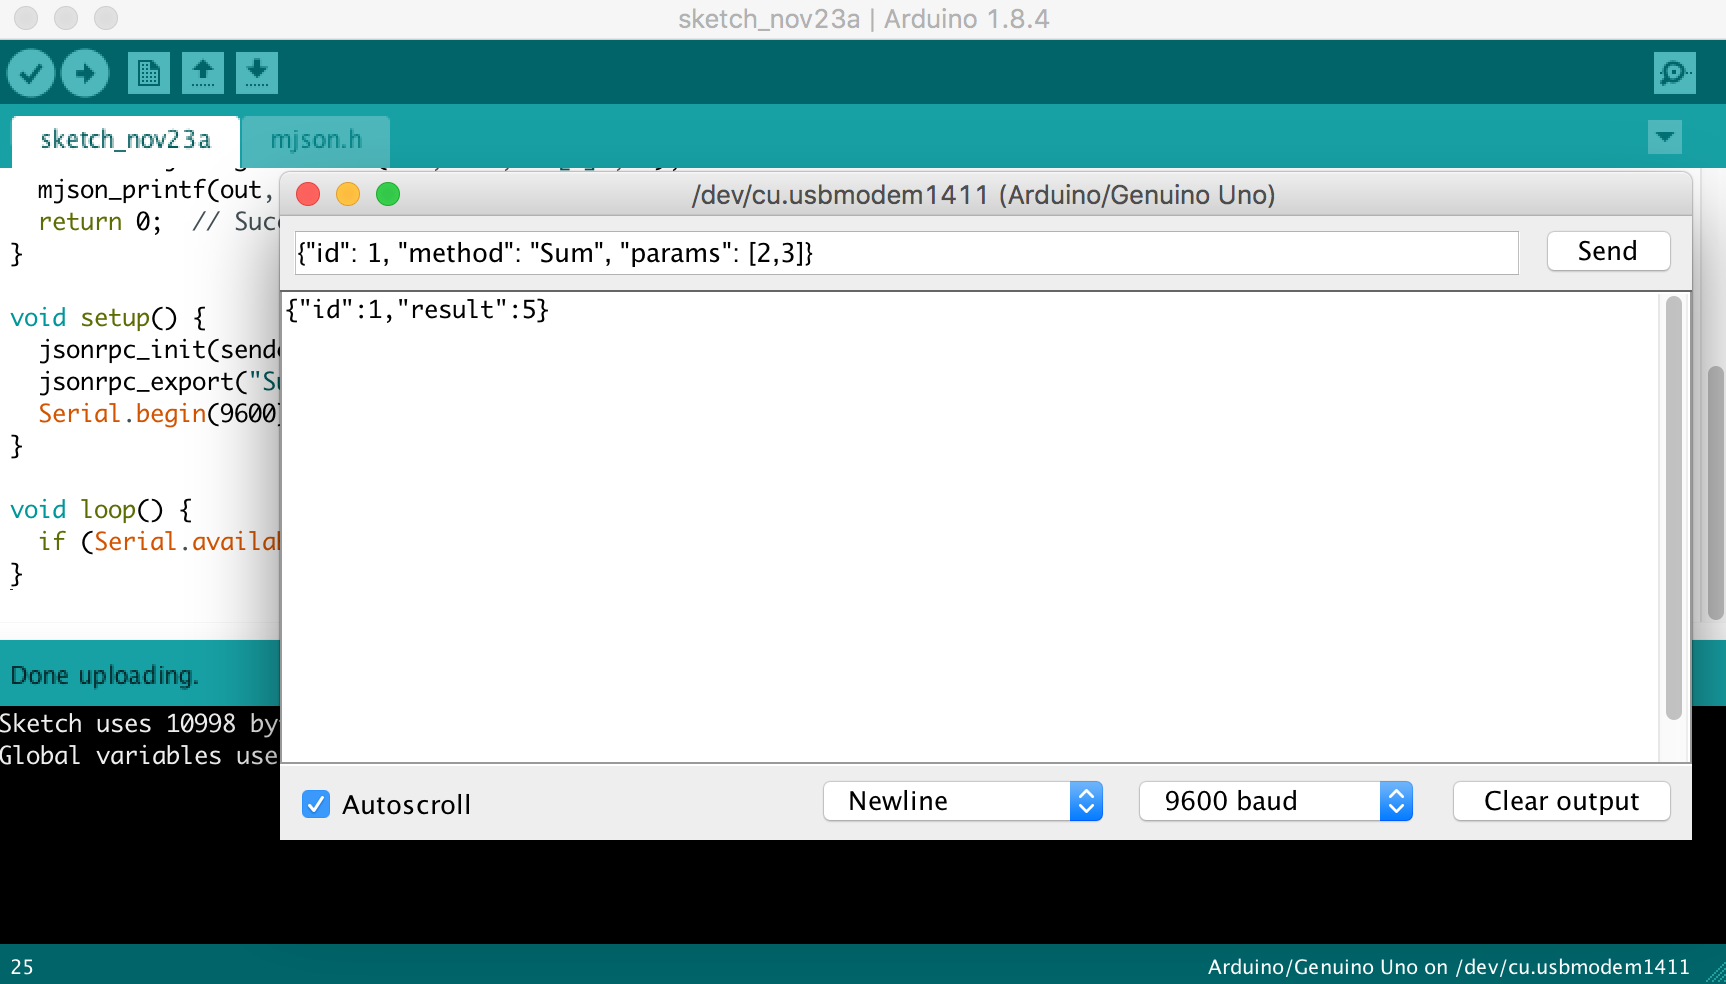 sketch_nov23a | Arduino 1.8.4
sketch_nov23a
mjson.h
mjson_printf(out,
return 0;  // Suc
}
void setup() {
jsonrpc_init(sende
jsonrpc_export("Su
Serial.begin(9600)
}
void loop() {
if (Serial.availab
}
/dev/cu.usbmodem1411 (Arduino/Genuino Uno)
{"id": 1, "method": "Sum", "params": [2,3]}
Send
{"id":1,"result":5}
Autoscroll
Newline
9600 baud
Clear output
Done uploading.
Sketch uses 10998 by
Global variables use
25
Arduino/Genuino Uno on /dev/cu.usbmodem1411